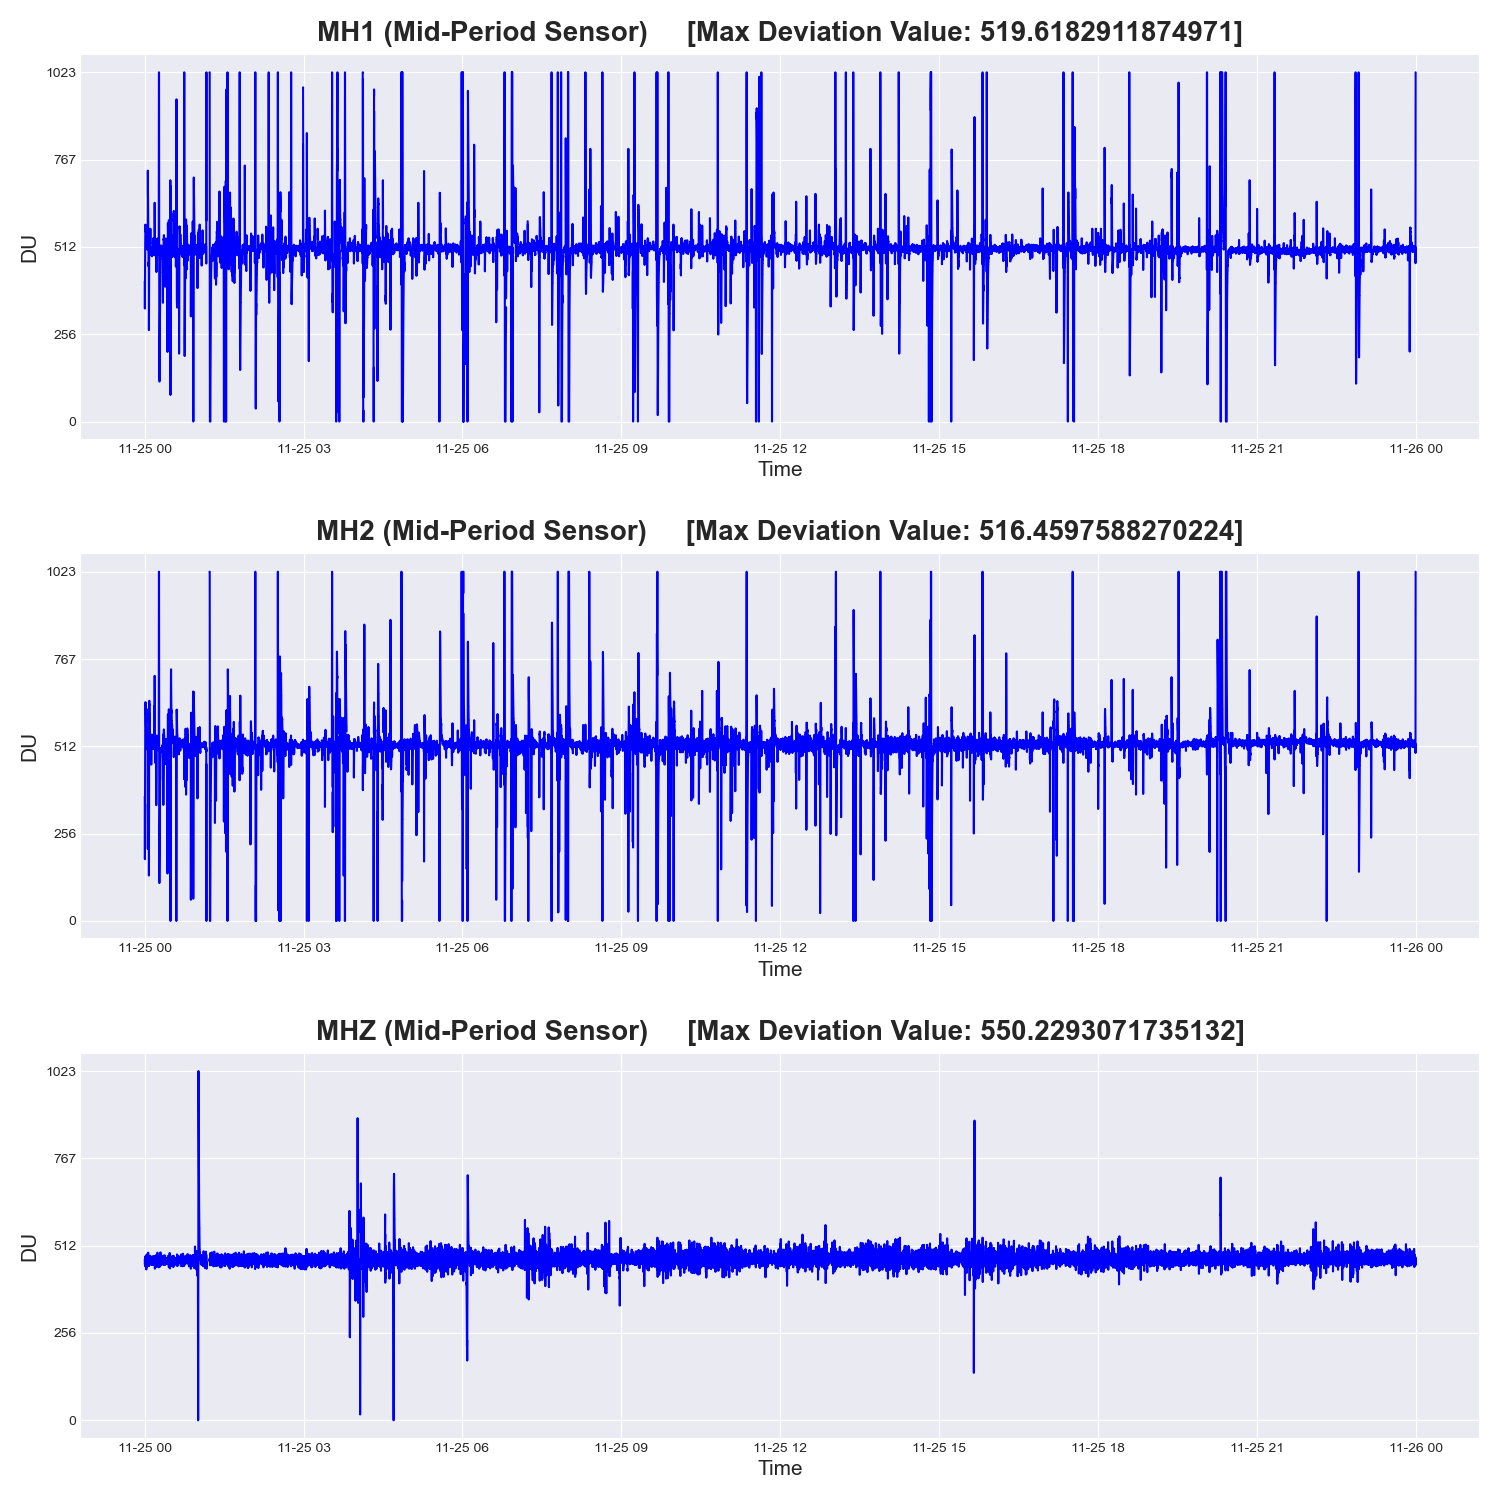 MH1 (Mid-Period Sensor)     [Max Deviation Value: 519.6182911874971]
1023
767
512
256
0
DU
11-25 00 11-25 03 11-25 06 11-25 09 11-25 12 11-25 15 11-25 18 11-25 21 11-26 00
Time
MH2 (Mid-Period Sensor)     [Max Deviation Value: 516.4597588270224]
1023
767
512
256
0
DU
11-25 00 11-25 03 11-25 06 11-25 09 11-25 12 11-25 15 11-25 18 11-25 21 11-26 00
Time
MHZ (Mid-Period Sensor)     [Max Deviation Value: 550.2293071735132]
1023
767
512
256
0
DU
11-25 00 11-25 03 11-25 06 11-25 09 11-25 12 11-25 15 11-25 18 11-25 21 11-26 00
Time